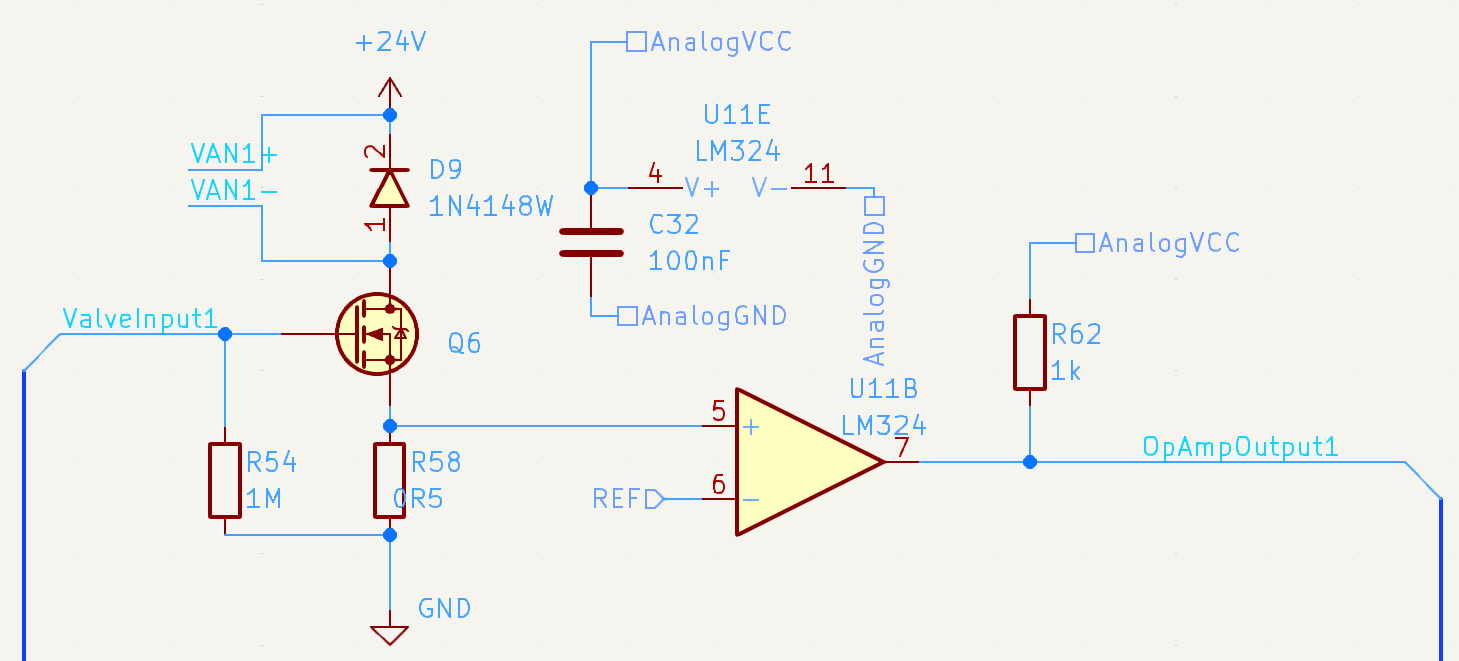 +24V
AnalogVCC
U11E
LM324
VAN1+
VAN1-
2
D9
1N4148W
1
4
V+
V-
11
C32
100nF
AnalogGND
AnalogGND
AnalogVCC
ValveInput1
Q6
R62
1k
U11B
LM324
5
+
7
OpAmpOutput1
R54
1M
R58
0R5
REF
6
-
GND